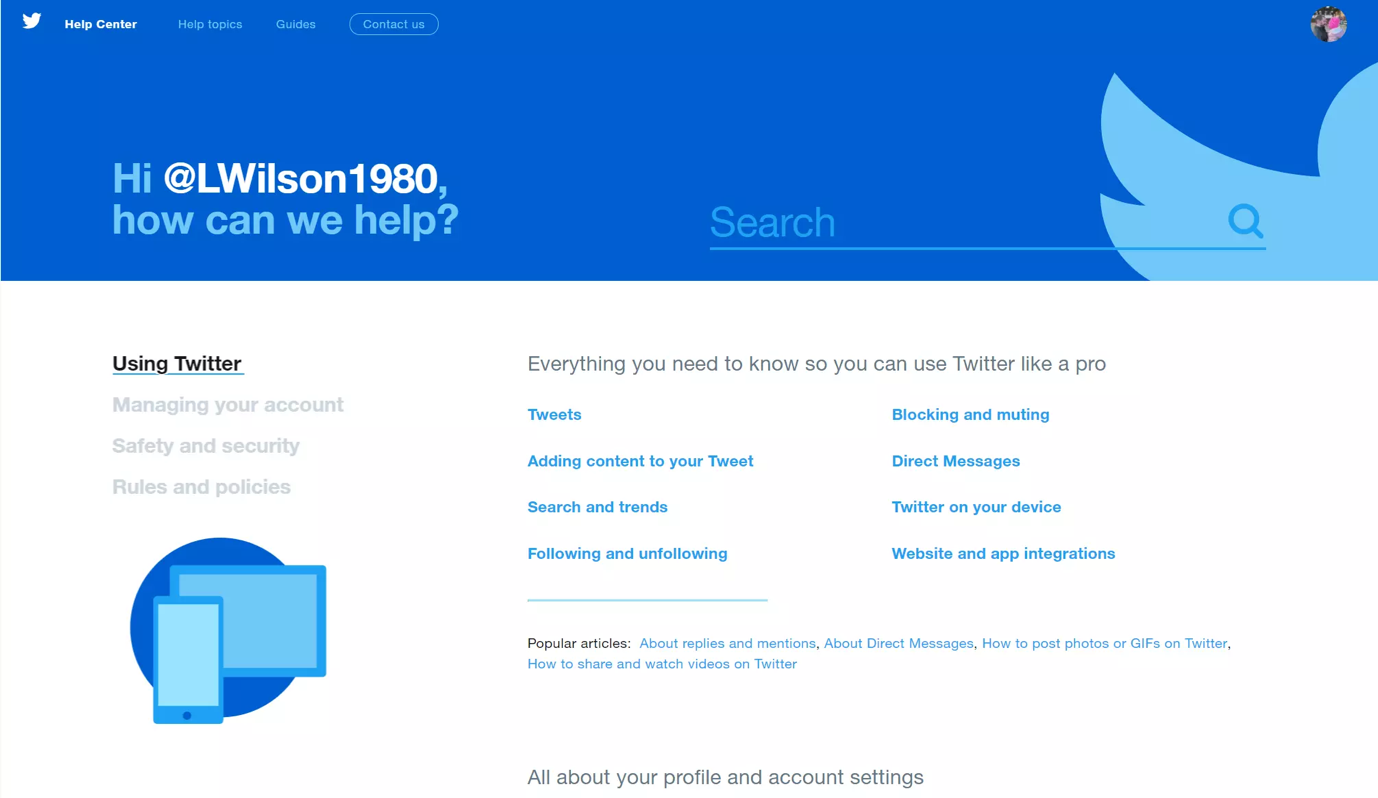 Help Center Help topics Guides Contact us
Hi @LWilson1980,
how can we help?
Search
Using Twitter
Managing your account
Safety and security
Rules and policies
Everything you need to know so you can use Twitter like a pro
Tweets Blocking and muting
Adding content to your Tweet Direct Messages
Search and trends Twitter on your device
Following and unfollowing Website and app integrations
Popular articles: About replies and mentions, About Direct Messages, How to post photos or GIFs on Twitter,
How to share and watch videos on Twitter
All about your profile and account settings